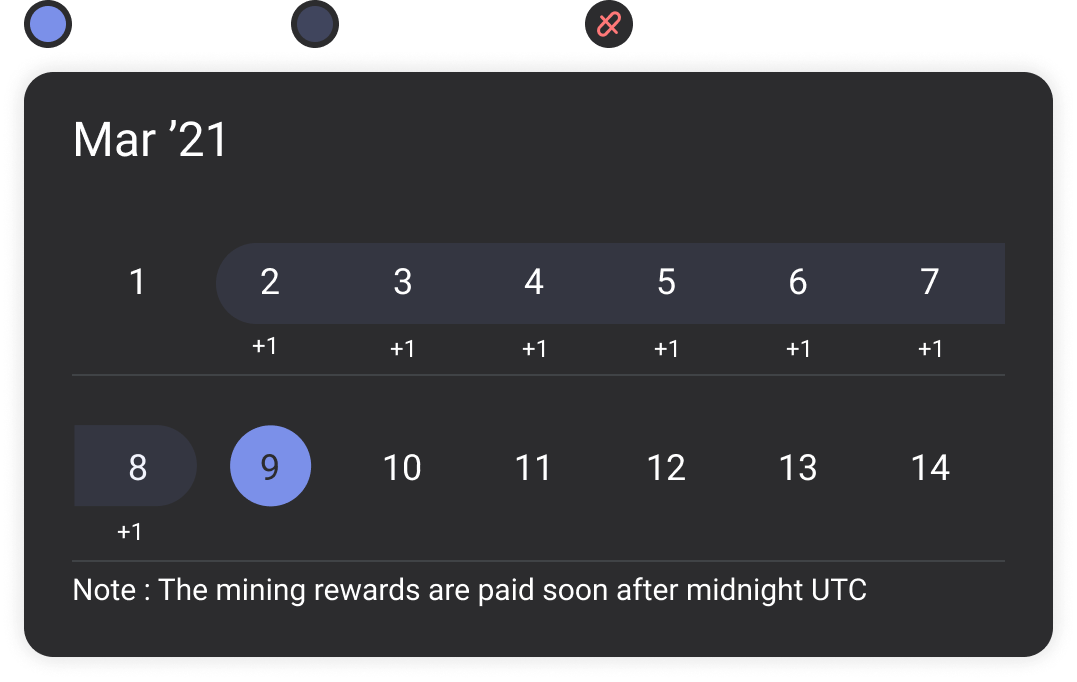 Mar ’21
1 2 3 4 5 6 7
+1 +1 +1 +1 +1 +1
8 9 10 11 12 13 14
+1
Note : The mining rewards are paid soon after midnight UTC